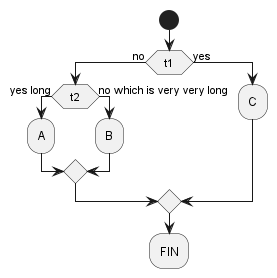 no
t1
yes
yes long
t2
no which is very very long
C
A
B
FIN